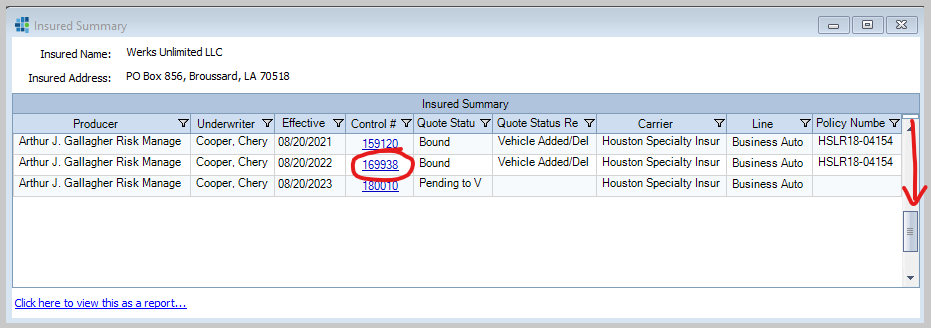 Insured Summary
Insured Name: Werks Unlimited LLC
Insured Address: PO Box 856, Broussard, LA 70518
Insured Summary
Producer Underwriter Effective Control # Quote Statu Quote Status Re Carrier Line Policy Numbe
Arthur J. Gallagher Risk Manage Cooper, Chery 08/20/2021 159120 Bound Vehicle Added/Del Houston Specialty Insur Business Auto HSLR18-04154
Arthur J. Gallagher Risk Manage Cooper, Chery 08/20/2022 169938 Bound Vehicle Added/Del Houston Specialty Insur Business Auto HSLR18-04154
Arthur J. Gallagher Risk Manage Cooper, Chery 08/20/2023 180010 Pending to V Houston Specialty Insur Business Auto
Click here to view this as a report...